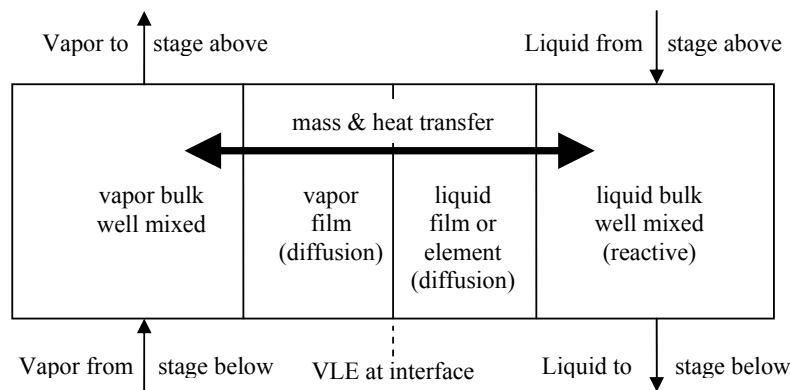 Vapor to stage above
Liquid from stage above
mass & heat transfer
vapor bulk
well mixed
vapor
film
(diffusion)
liquid
film or
element
(diffusion)
liquid bulk
well mixed
(reactive)
Vapor from stage below
VLE at interface
Liquid to stage below